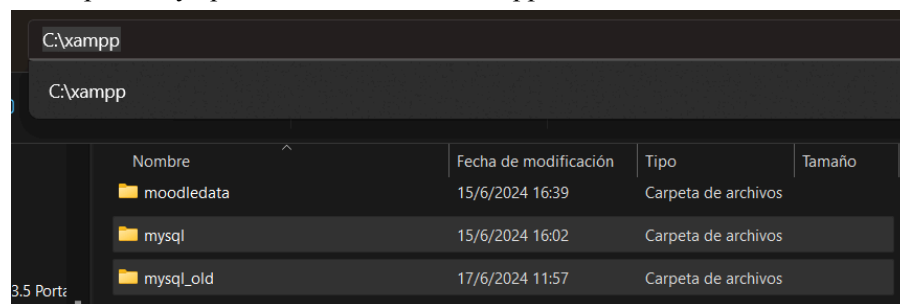 C:\xampp
C:\xampp
Nombre Fecha de modificación Tipo Tamaño
moodledata 15/6/2024 16:39 Carpeta de archivos
mysql 15/6/2024 16:02 Carpeta de archivos
mysql_old 17/6/2024 11:57 Carpeta de archivos
3.5 Porta